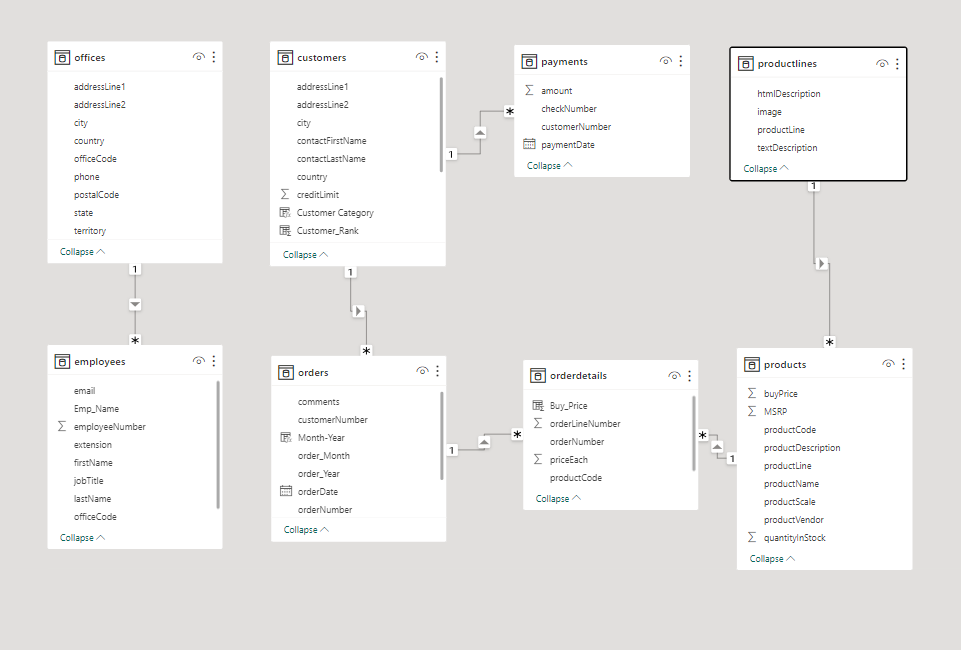 offices
addressLine1
addressLine2
city
country
officeCode
phone
postalCode
state
territory
Collapse
customers
addressLine1
addressLine2
city
contactFirstName
contactLastName
country
creditLimit
Customer Category
Customer_Rank
Collapse
payments
amount
checkNumber
customerNumber
paymentDate
Collapse
productlines
htmlDescription
image
productLine
textDescription
Collapse
1
*
1
*
1
*
1
*
employees
email
Emp_Name
employeeNumber
extension
firstName
jobTitle
lastName
officeCode
Collapse
orders
comments
customerNumber
Month-Year
order_Month
order_Year
orderDate
orderNumber
Collapse
1
*
orderdetails
Buy_Price
orderLineNumber
orderNumber
priceEach
productCode
Collapse
*
1
products
buyPrice
MSRP
productCode
productDescription
productLine
productName
productScale
productVendor
quantityInStock
Collapse